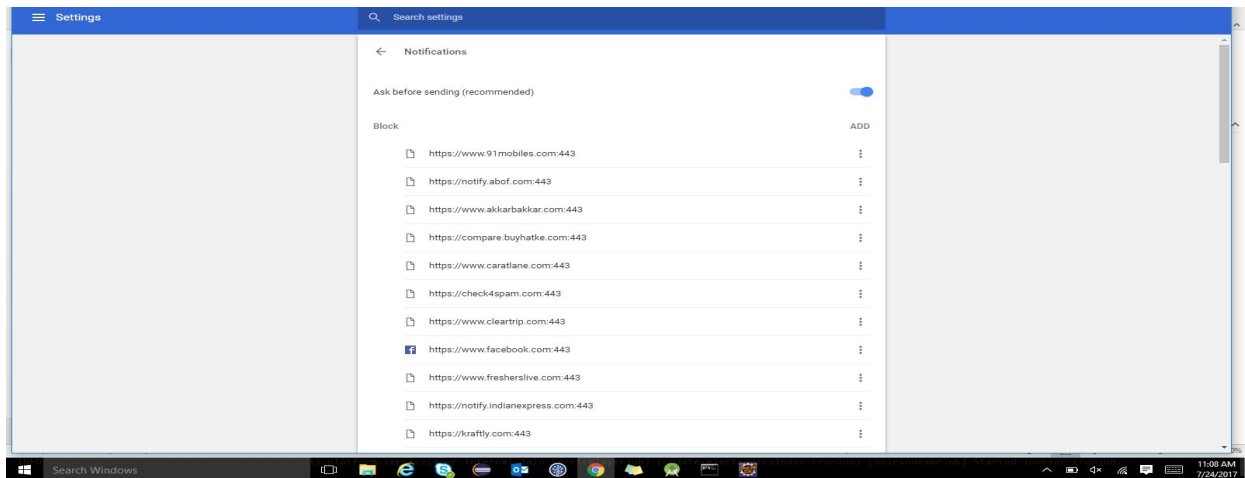 Settings
Search settings
Notifications
Ask before sending (recommended)
Block ADD
https://www.91mobiles.com:443
https://notify.abof.com:443
https://www.akkarbakkar.com:443
https://compare.buyhatke.com:443
https://www.caratlane.com:443
https://check4spam.com:443
https://www.cleartrip.com:443
https://www.facebook.com:443
https://www.fresherslive.com:443
https://notify.indianexpress.com:443
https://kraftly.com:443
Search Windows
11:08 AM
7/24/2017